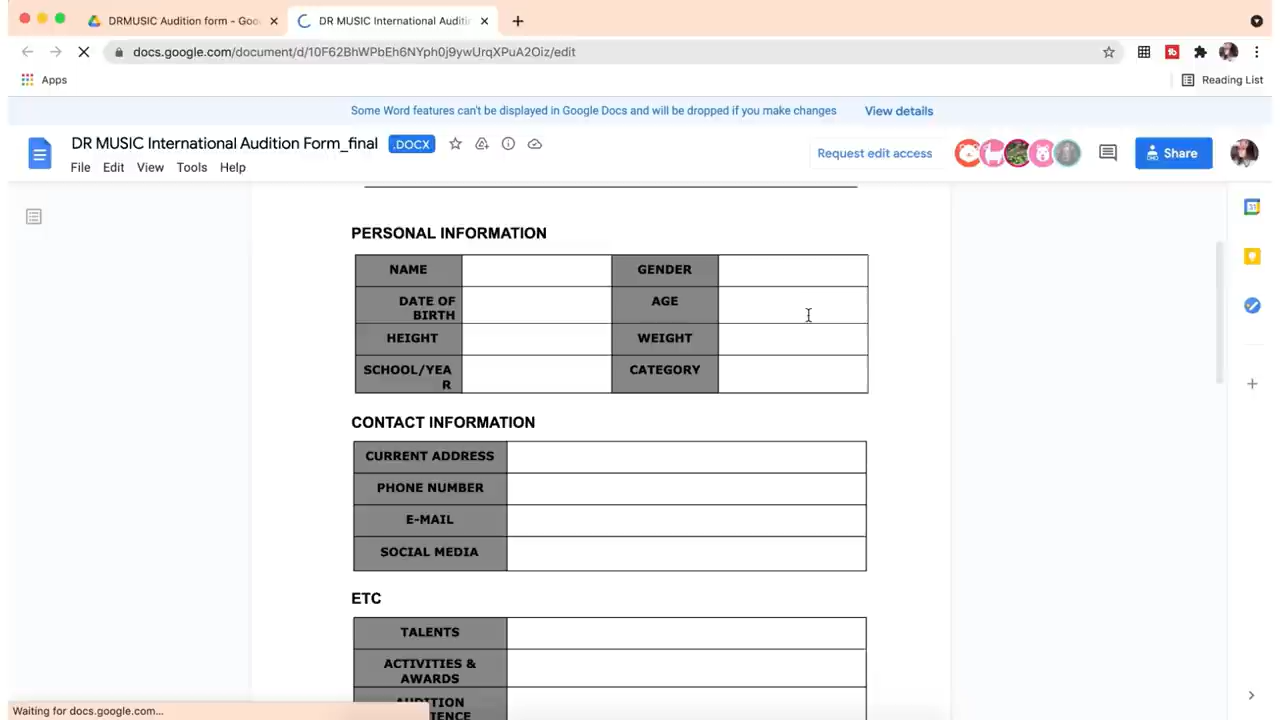 DRMUSIC Audition form - Goo
DR MUSIC International Auditi
docs.google.com/document/d/10F62BhWPbEh6NYph0j9ywUrqXPuA2Oiz/edit
Apps
Reading List
Some Word features can't be displayed in Google Docs and will be dropped if you make changes
View details
DR MUSIC International Audition Form_final
.DOCX
Request edit access
Share
File Edit View Tools Help
31
PERSONAL INFORMATION
NAME
GENDER
DATE OF
BIRTH
AGE
HEIGHT
WEIGHT
SCHOOL/YEA
R
CATEGORY
CONTACT INFORMATION
CURRENT ADDRESS
PHONE NUMBER
E-MAIL
SOCIAL MEDIA
ETC
TALENTS
ACTIVITIES &
AWARDS
AUDITION
Waiting for docs.google.com...